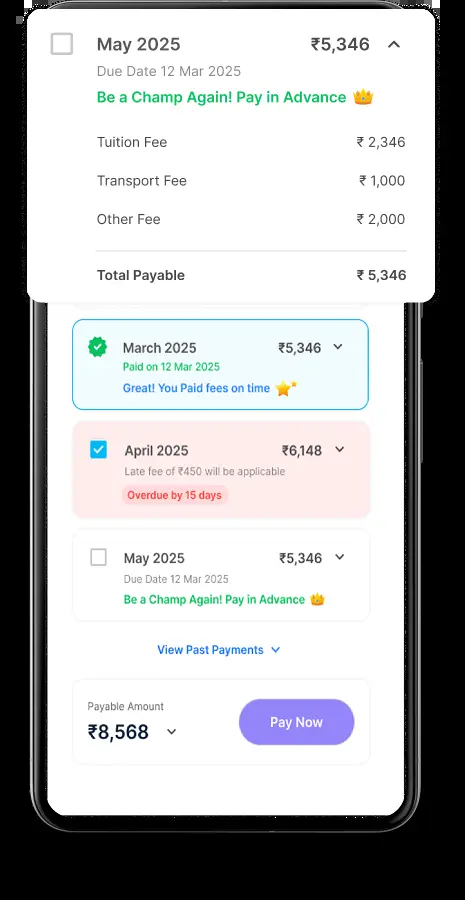 May 2025 ₹5,346
Due Date 12 Mar 2025
Be a Champ Again! Pay in Advance 👑
Tuition Fee ₹ 2,346
Transport Fee ₹ 1,000
Other Fee ₹ 2,000
Total Payable ₹ 5,346
March 2025 ₹5,346
Paid on 12 Mar 2025
Great! You Paid fees on time ⭐
April 2025 ₹6,148
Late fee of ₹450 will be applicable
Overdue by 15 days
May 2025 ₹5,346
Due Date 12 Mar 2025
Be a Champ Again! Pay in Advance 👑
View Past Payments
Payable Amount
₹8,568
Pay Now